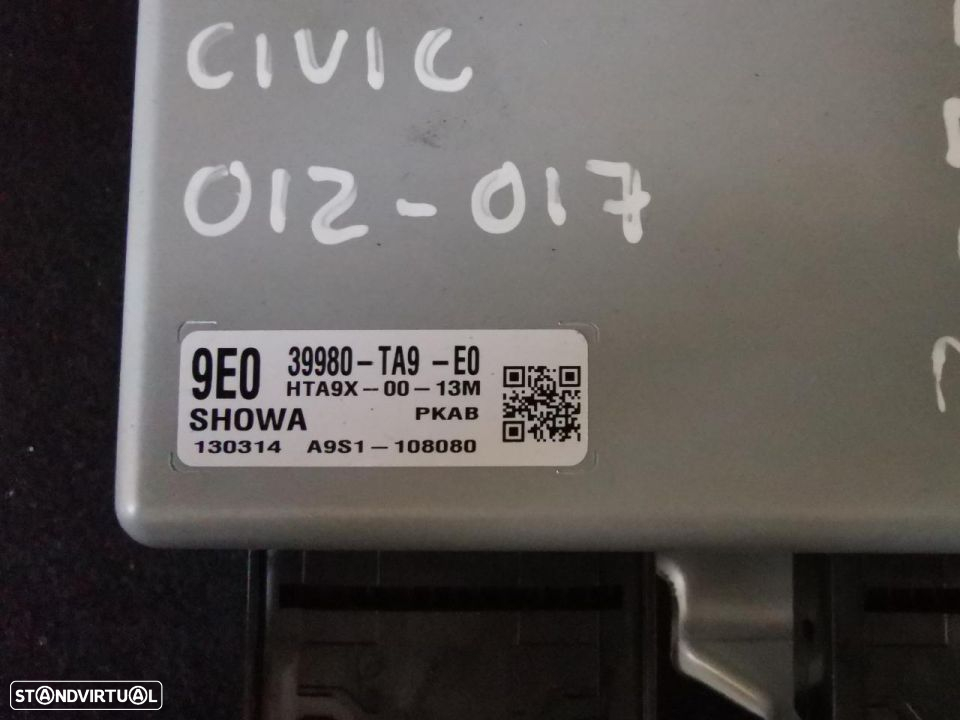 CIVIC
012-017
9E0 39980-TA9 -E0
HTA9X-00-13M
SHOWA PKAB
130314 A9S1-108080
STANDVIRTUAL